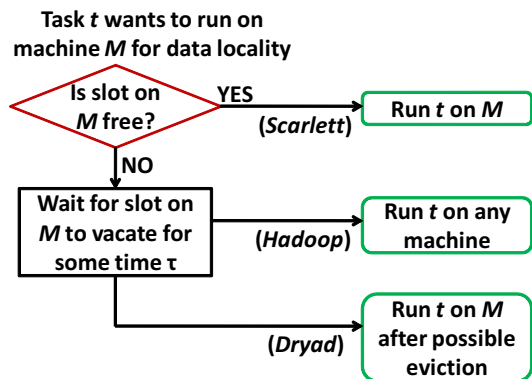 Task t wants to run on
machine M for data locality
Is slot on
M free?
YES
(Scarlett)
Run t on M
NO
Wait for slot on
M to vacate for
some time τ
(Hadoop)
Run t on any
machine
(Dryad)
Run t on M
after possible
eviction